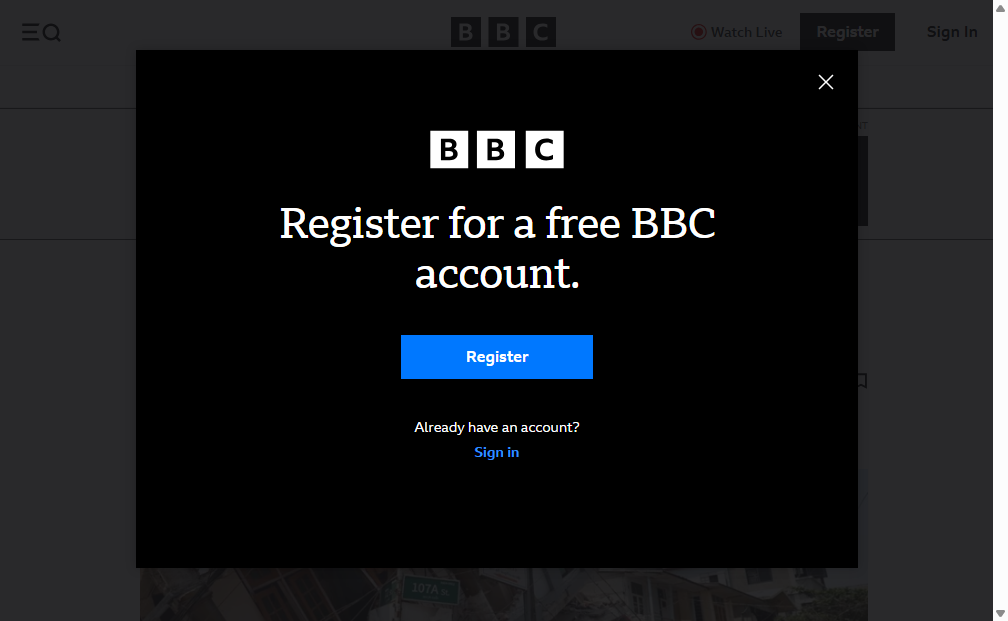 BBC
Watch Live
Register
Sign In
BBC
Register for a free BBC
account.
Register
Already have an account?
Sign in
107A